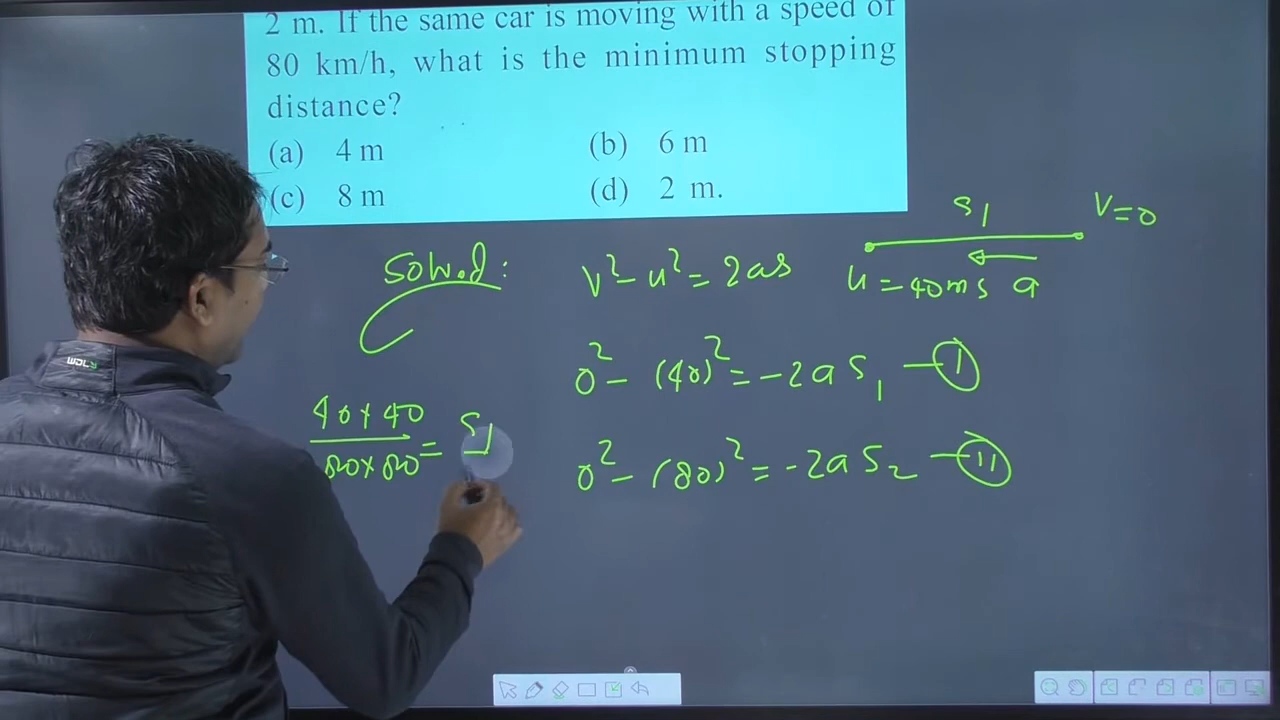 2 m. If the same car is moving with a speed of
80 km/h, what is the minimum stopping
distance?
(a) 4 m (b) 6 m
(c) 8 m (d) 2 m.
Solved:
v²-u²=2as
s₁
v=0
u=40ms a
0²-(40)²=-2as₁ —Ⓘ
40×40
80×80 = s₁
0²-(80)²=-2as₂ —ⓘⓘ